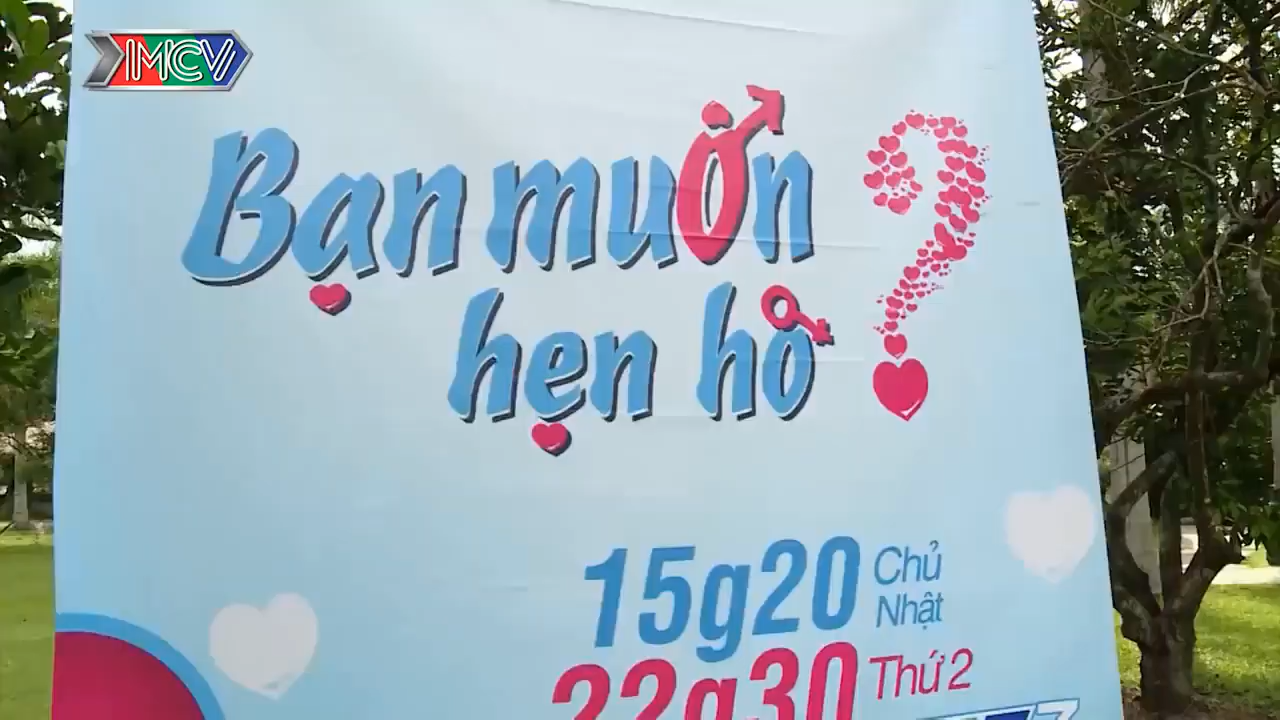 MCV
Bạn muốn
hẹn hò
?
15g20 Chủ Nhật
22g30 Thứ 2